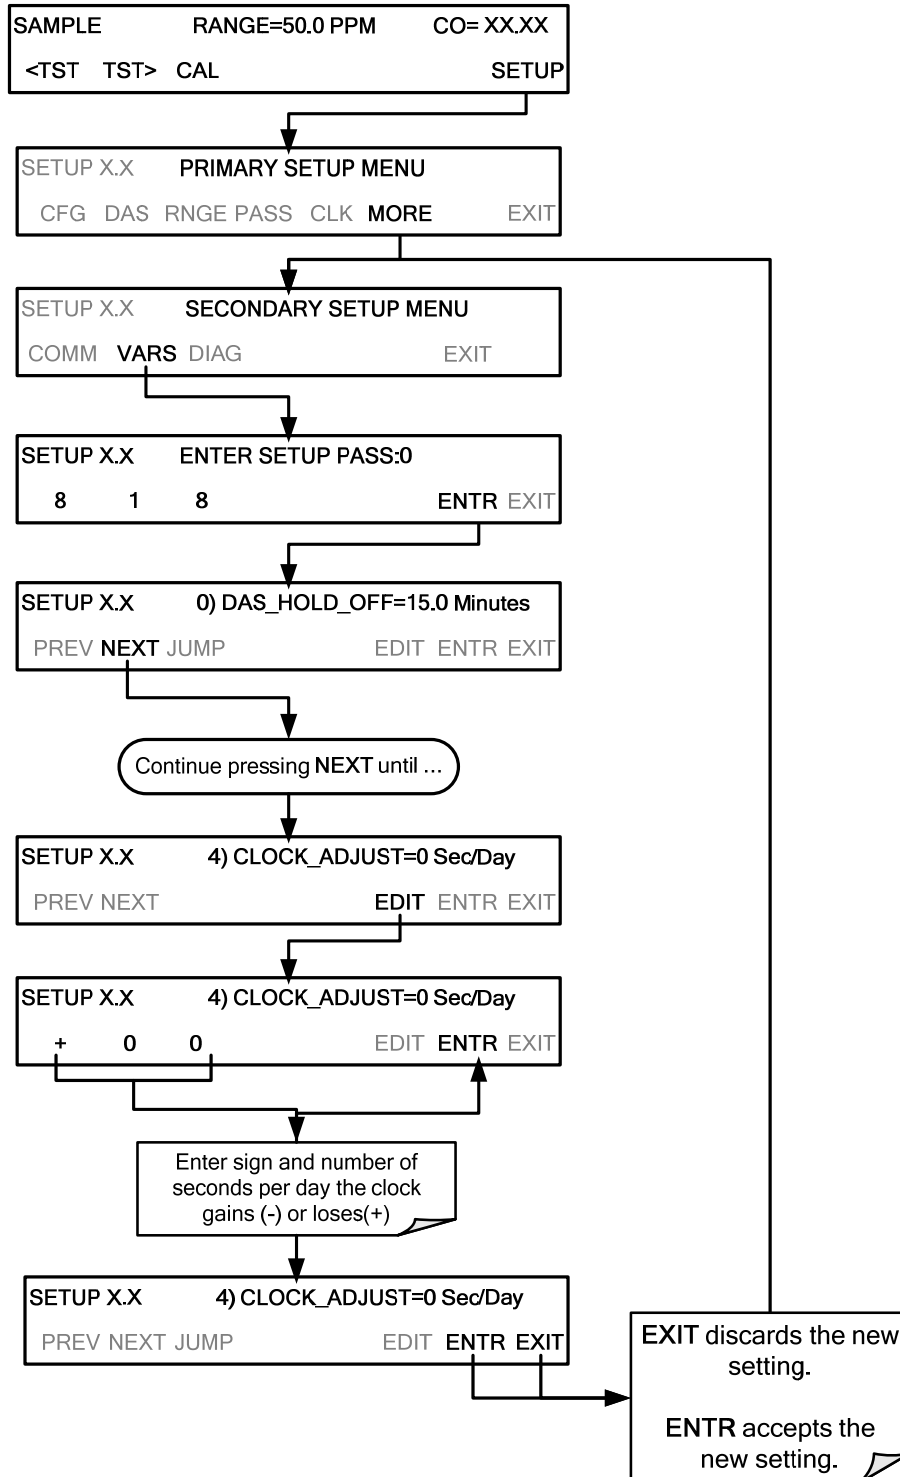 SAMPLE RANGE=50.0 PPM CO= XX.XX
<TST TST> CAL SETUP
SETUP X.X PRIMARY SETUP MENU
CFG DAS RNGE PASS CLK MORE EXIT
SETUP X.X SECONDARY SETUP MENU
COMM VARS DIAG EXIT
SETUP X.X ENTER SETUP PASS:0
8 1 8 ENTR EXIT
SETUP X.X 0) DAS_HOLD_OFF=15.0 Minutes
PREV NEXT JUMP EDIT ENTR EXIT
Continue pressing NEXT until ...
SETUP X.X 4) CLOCK_ADJUST=0 Sec/Day
PREV NEXT EDIT ENTR EXIT
SETUP X.X 4) CLOCK_ADJUST=0 Sec/Day
+ 0 0 EDIT ENTR EXIT
Enter sign and number of
seconds per day the clock
gains (-) or loses(+)
SETUP X.X 4) CLOCK_ADJUST=0 Sec/Day
PREV NEXT JUMP EDIT ENTR EXIT
EXIT discards the new
setting.
ENTR accepts the
new setting.